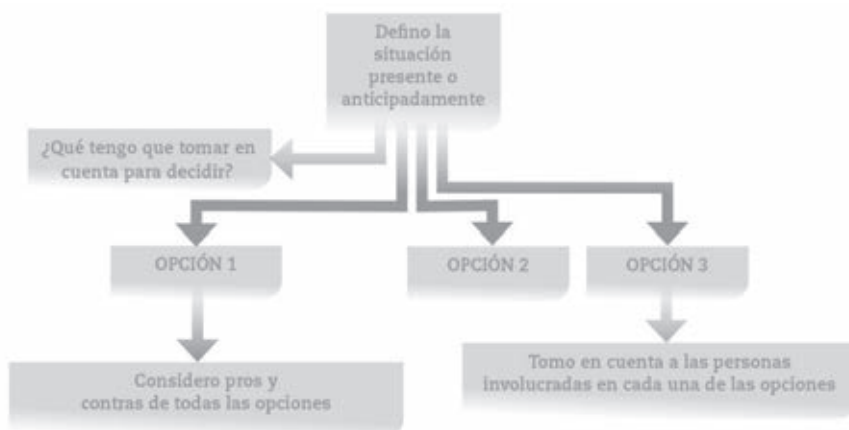 Defino la
situación
presente o
anticipadamente
¿Qué tengo que tomar en
cuenta para decidir?
OPCIÓN 1
OPCIÓN 2
OPCIÓN 3
Considero pros y
contras de todas las opciones
Tomo en cuenta a las personas
involucradas en cada una de las opciones